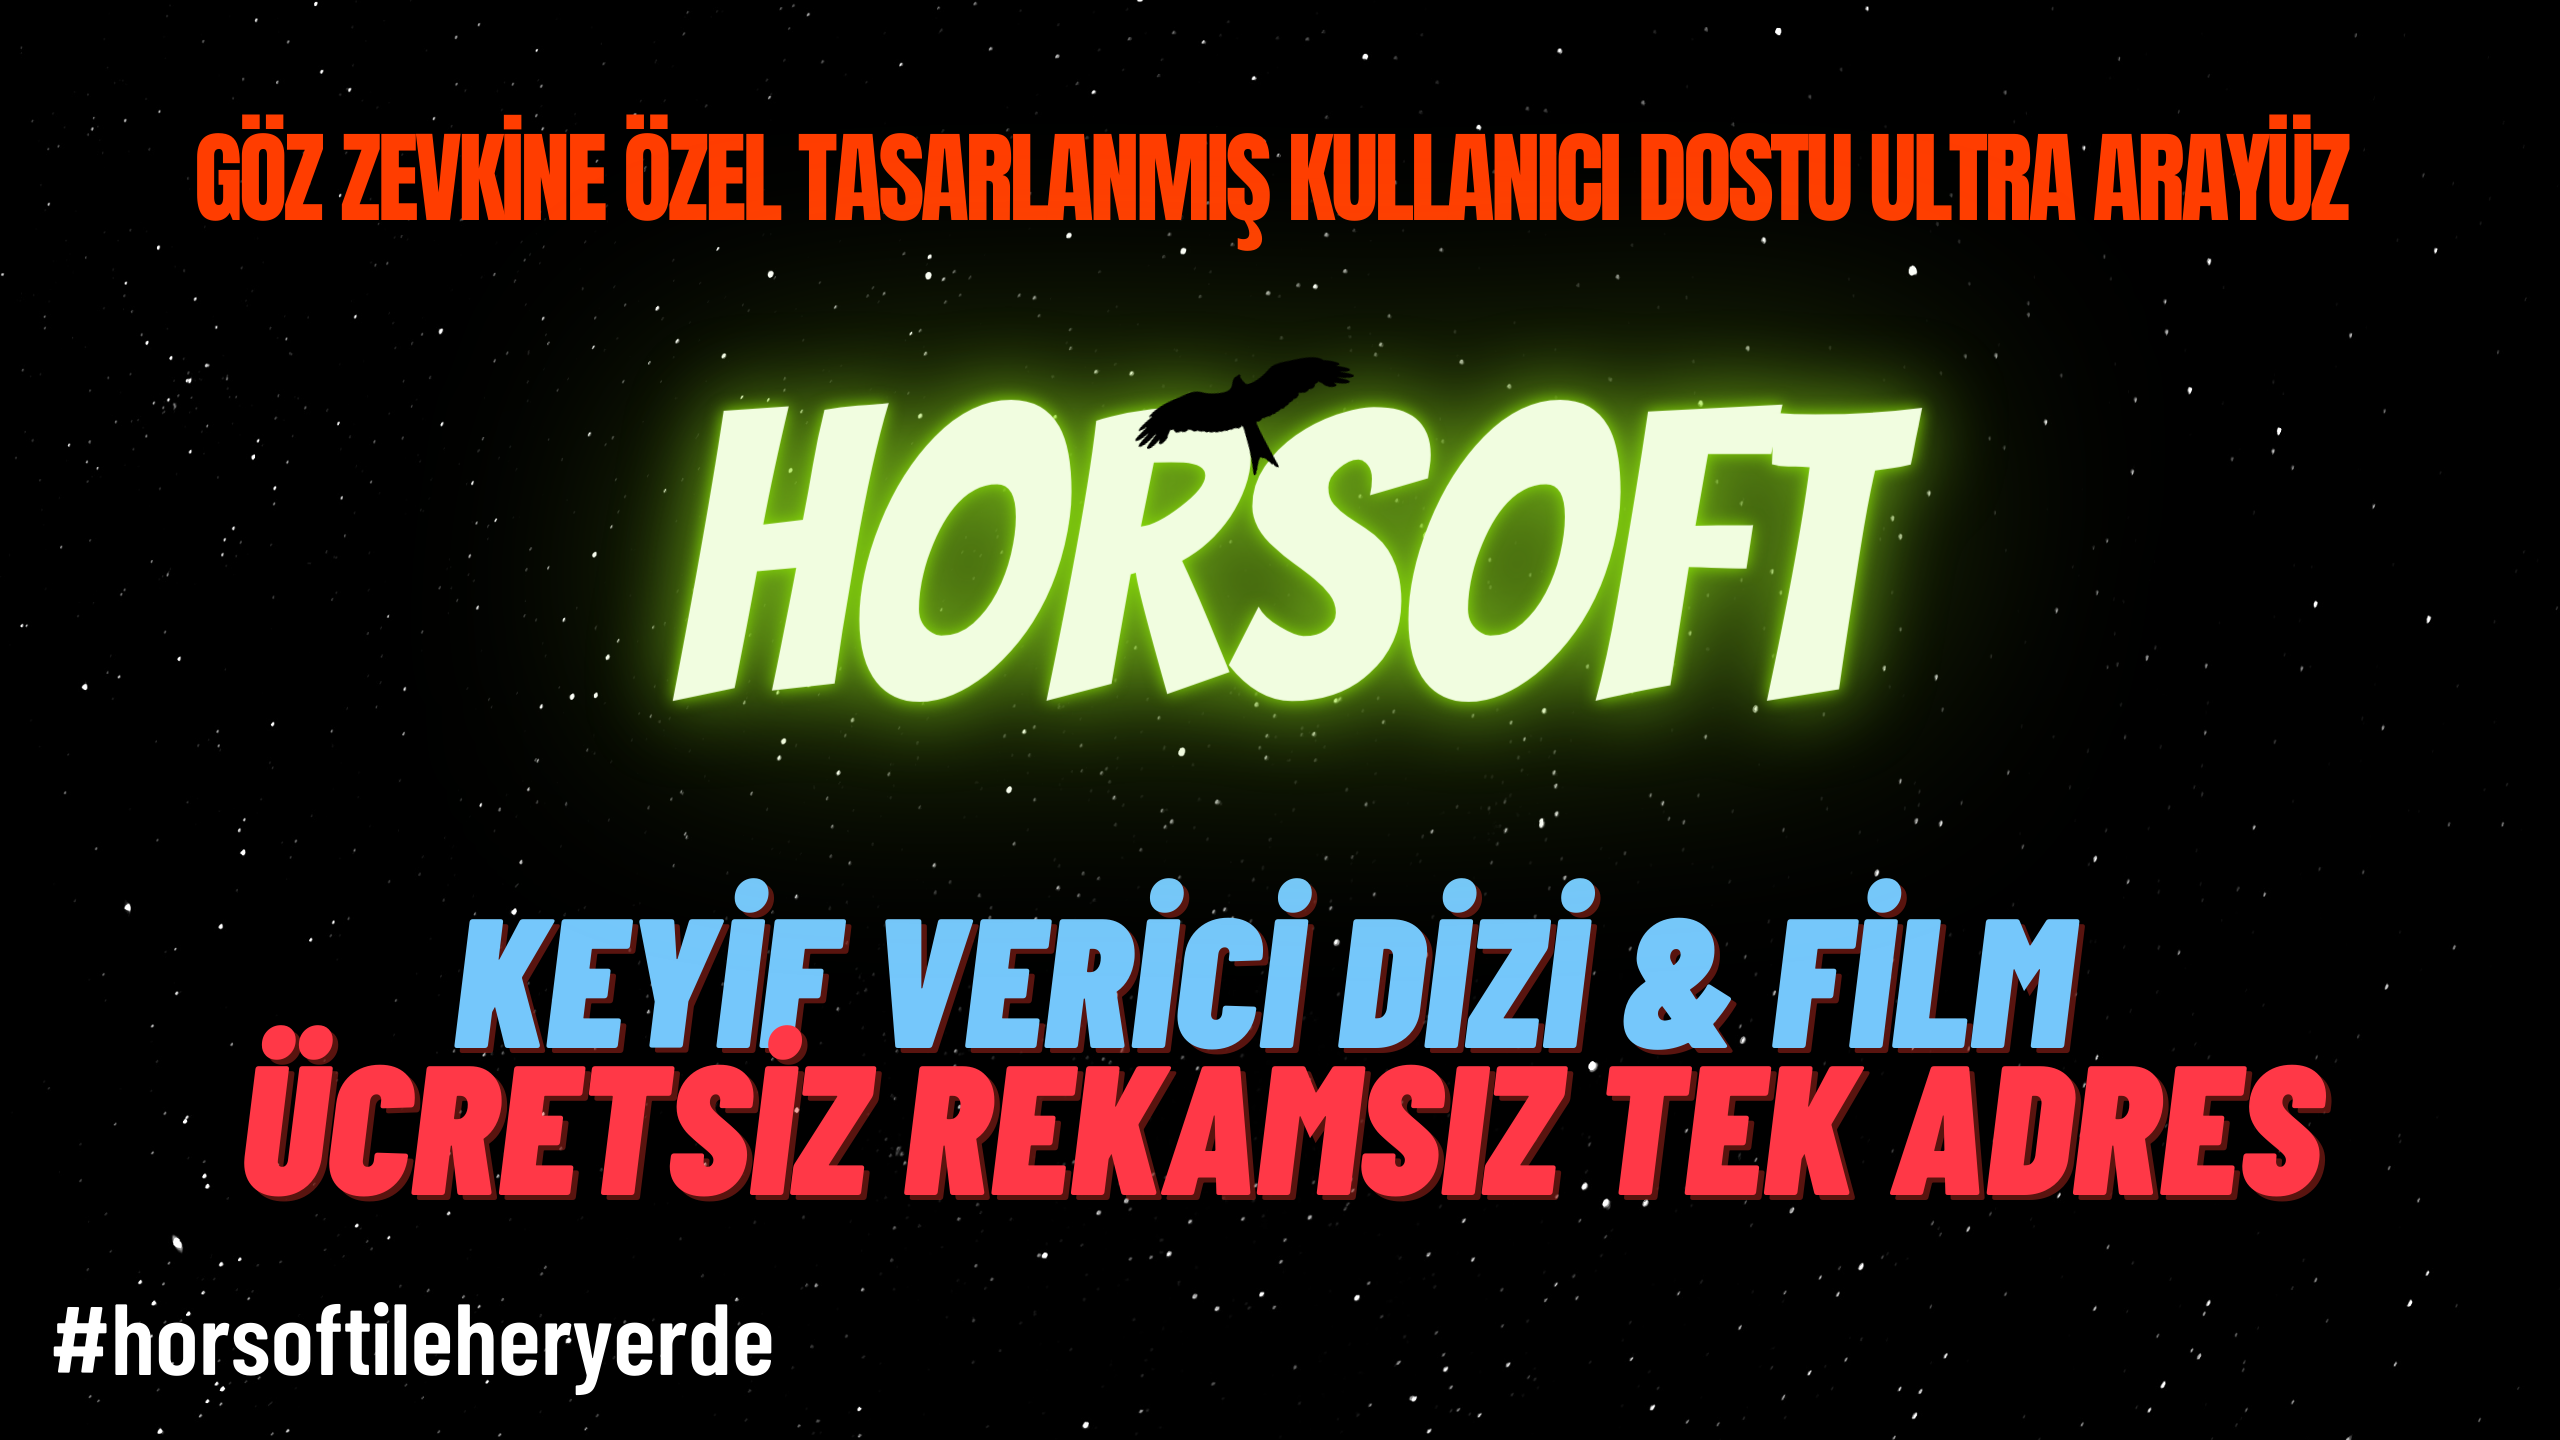 GÖZ ZEVKİNE ÖZEL TASARLANMIŞ KULLANICI DOSTU ULTRA ARAYÜZ
HORSOFT
KEYİF VERİCİ DİZİ & FİLM
ÜCRETSİZ REKAMSIZ TEK ADRES
#horsoftileheryerde